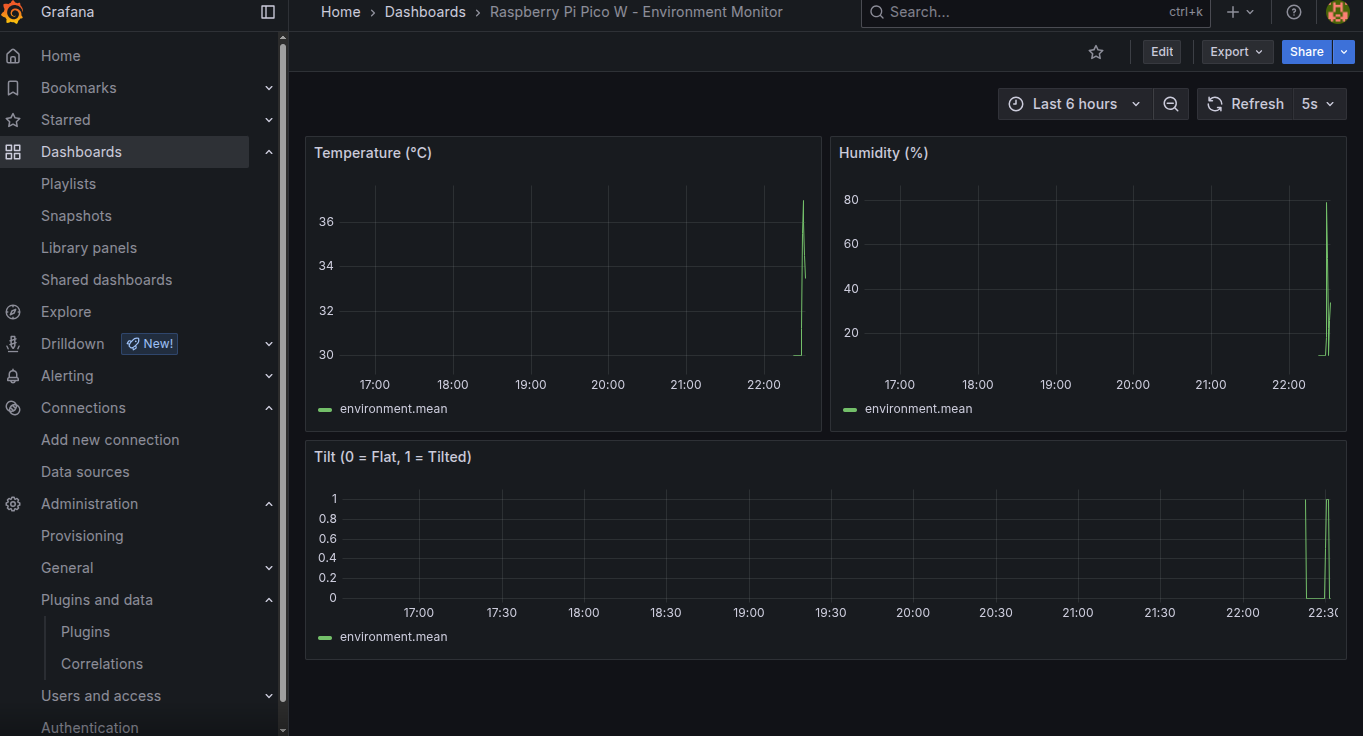 Grafana
Home › Dashboards › Raspberry Pi Pico W - Environment Monitor
Search...
ctrl+k
Home
Bookmarks
Starred
Dashboards
Playlists
Snapshots
Library panels
Shared dashboards
Explore
Drilldown
New!
Alerting
Connections
Add new connection
Data sources
Administration
Provisioning
General
Plugins and data
Plugins
Correlations
Users and access
Authentication
Edit
Export
Share
Last 6 hours
Refresh
5s
Temperature (°C)
36
34
32
30
17:00 18:00 19:00 20:00 21:00 22:00
environment.mean
Humidity (%)
80
60
40
20
17:00 18:00 19:00 20:00 21:00 22:00
environment.mean
Tilt (0 = Flat, 1 = Tilted)
1
0.8
0.6
0.4
0.2
0
17:00 17:30 18:00 18:30 19:00 19:30 20:00 20:30 21:00 21:30 22:00 22:30
environment.mean